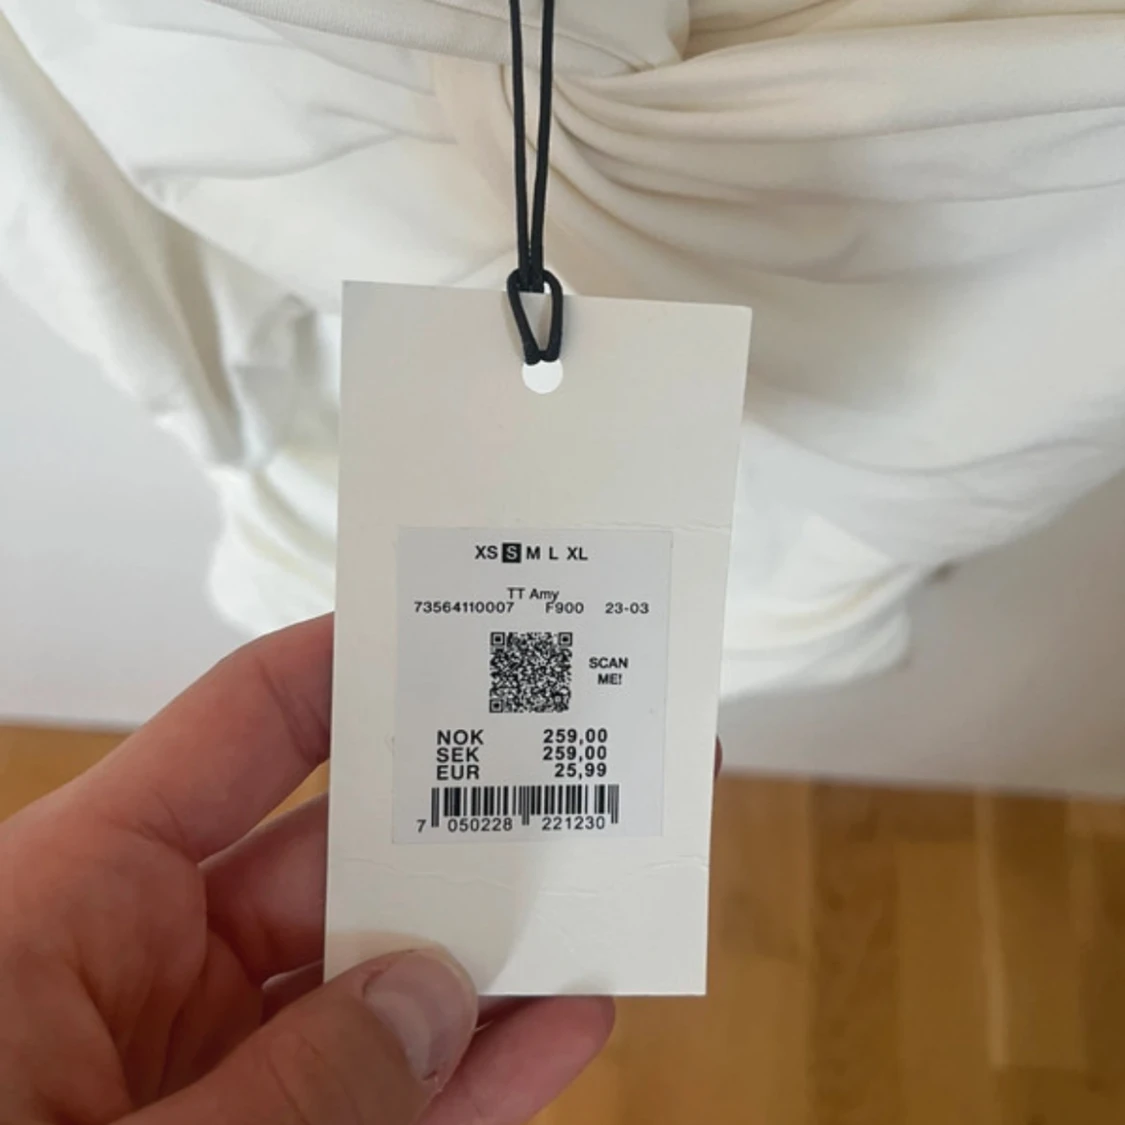 XS S M L XL
TT Amy
73564110007 F900 23-03
SCAN
ME!
NOK 259,00
SEK 259,00
EUR 25,99
7 050228 221230